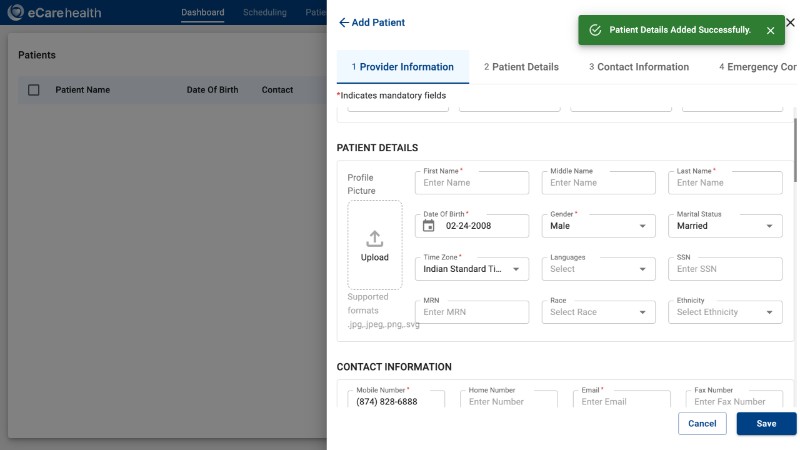 eCarehealth
Dashboard
Scheduling
Patie
Patients
Patient Name
Date Of Birth
Contact
Add Patient
Patient Details Added Successfully.
1 Provider Information
2 Patient Details
3 Contact Information
4 Emergency Con
*Indicates mandatory fields
PATIENT DETAILS
Profile
Picture
Upload
Supported
formats
.jpg,.jpeg,.png,.svg
First Name *
Enter Name
Middle Name
Enter Name
Last Name *
Enter Name
Date Of Birth *
02-24-2008
Gender *
Male
Marital Status
Married
Time Zone *
Indian Standard Ti...
Languages
Select
SSN
Enter SSN
MRN
Enter MRN
Race
Select Race
Ethnicity
Select Ethnicity
CONTACT INFORMATION
Mobile Number *
(874) 828-6888
Home Number
Enter Number
Email *
Enter Email
Fax Number
Enter Fax Number
Cancel
Save